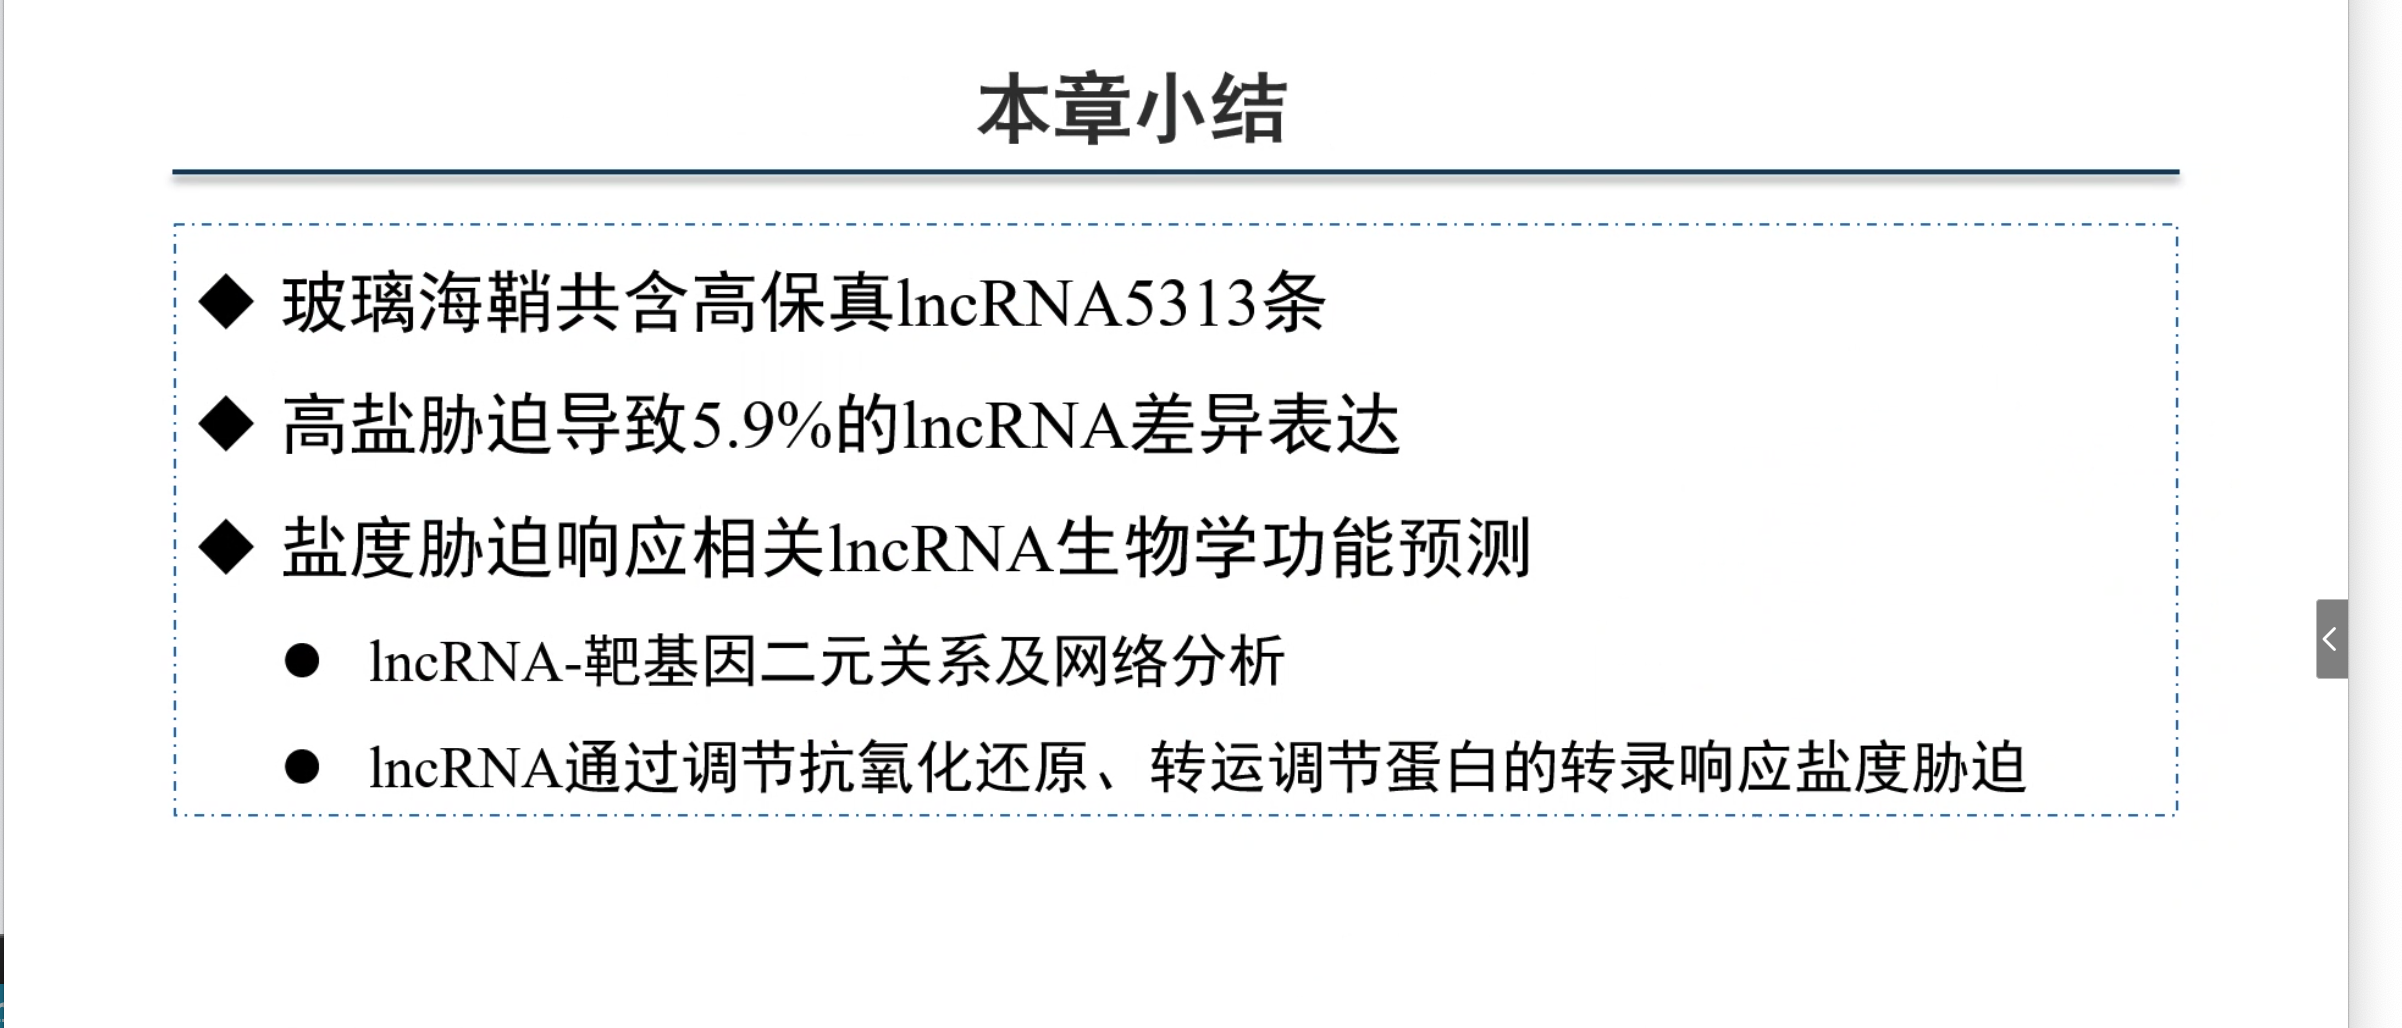 本章小结
玻璃海鞘共含高保真lncRNA5313条
高盐胁迫导致5.9%的lncRNA差异表达
盐度胁迫响应相关lncRNA生物学功能预测
lncRNA-靶基因二元关系及网络分析
lncRNA通过调节抗氧化还原、转运调节蛋白的转录响应盐度胁迫